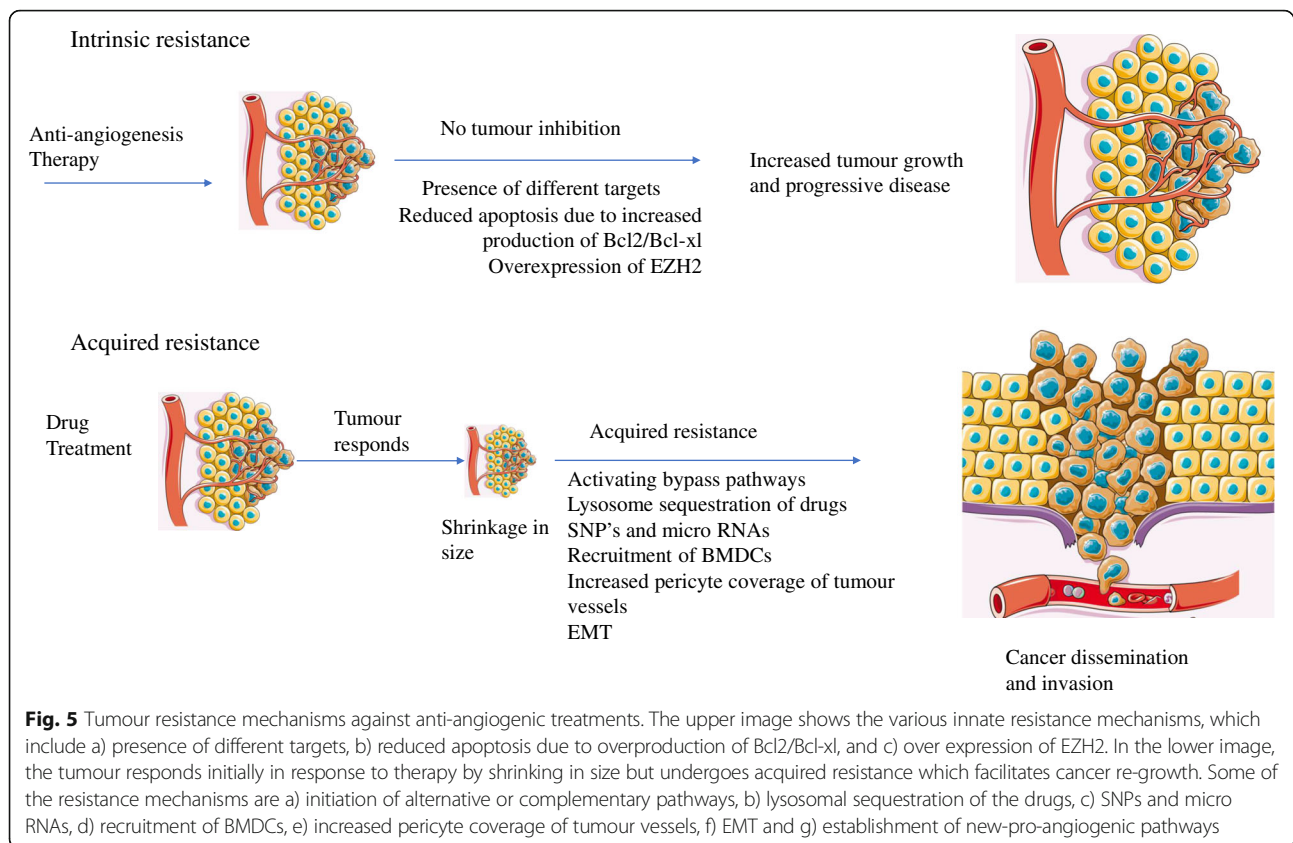 Intrinsic resistance
Anti-angiogenesis
Therapy
No tumour inhibition
Presence of different targets
Reduced apoptosis due to increased
production of Bcl2/Bcl-xl
Overexpression of EZH2
Increased tumour growth
and progressive disease
Acquired resistance
Drug
Treatment
Tumour
responds
Shrinkage in
size
Acquired resistance
Activating bypass pathways
Lysosome sequestration of drugs
SNP's and micro RNAs
Recruitment of BMDCs
Increased pericyte coverage of tumour
vessels
EMT
Cancer dissemination
and invasion
Fig. 5 Tumour resistance mechanisms against anti-angiogenic treatments. The upper image shows the various innate resistance mechanisms, which
include a) presence of different targets, b) reduced apoptosis due to overproduction of Bcl2/Bcl-xl, and c) over expression of EZH2. In the lower image,
the tumour responds initially in response to therapy by shrinking in size but undergoes acquired resistance which facilitates cancer re-growth. Some of
the resistance mechanisms are a) initiation of alternative or complementary pathways, b) lysosomal sequestration of the drugs, c) SNPs and micro
RNAs, d) recruitment of BMDCs, e) increased pericyte coverage of tumour vessels, f) EMT and g) establishment of new-pro-angiogenic pathways